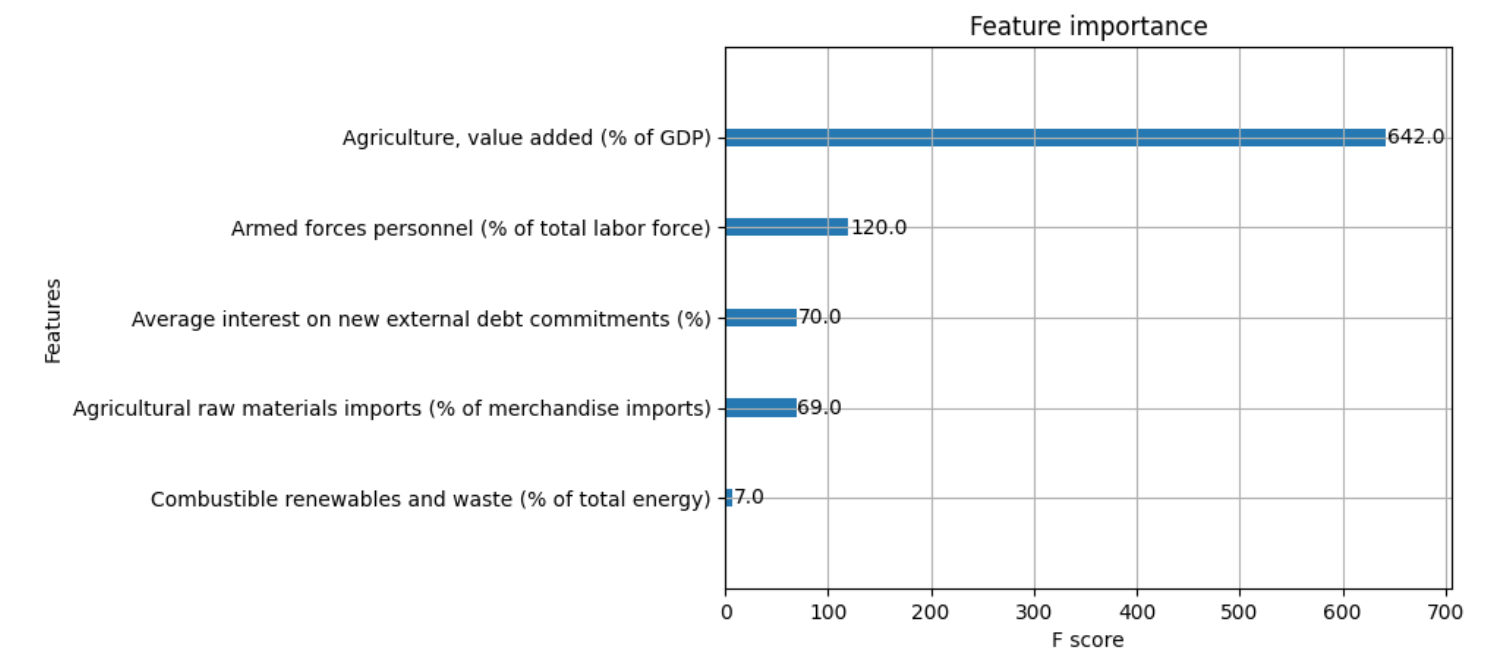 Feature importance
Agriculture, value added (% of GDP)
642.0
Armed forces personnel (% of total labor force)
120.0
Features
Average interest on new external debt commitments (%)
70.0
Agricultural raw materials imports (% of merchandise imports)
69.0
Combustible renewables and waste (% of total energy)
7.0
0 100 200 300 400 500 600 700
F score